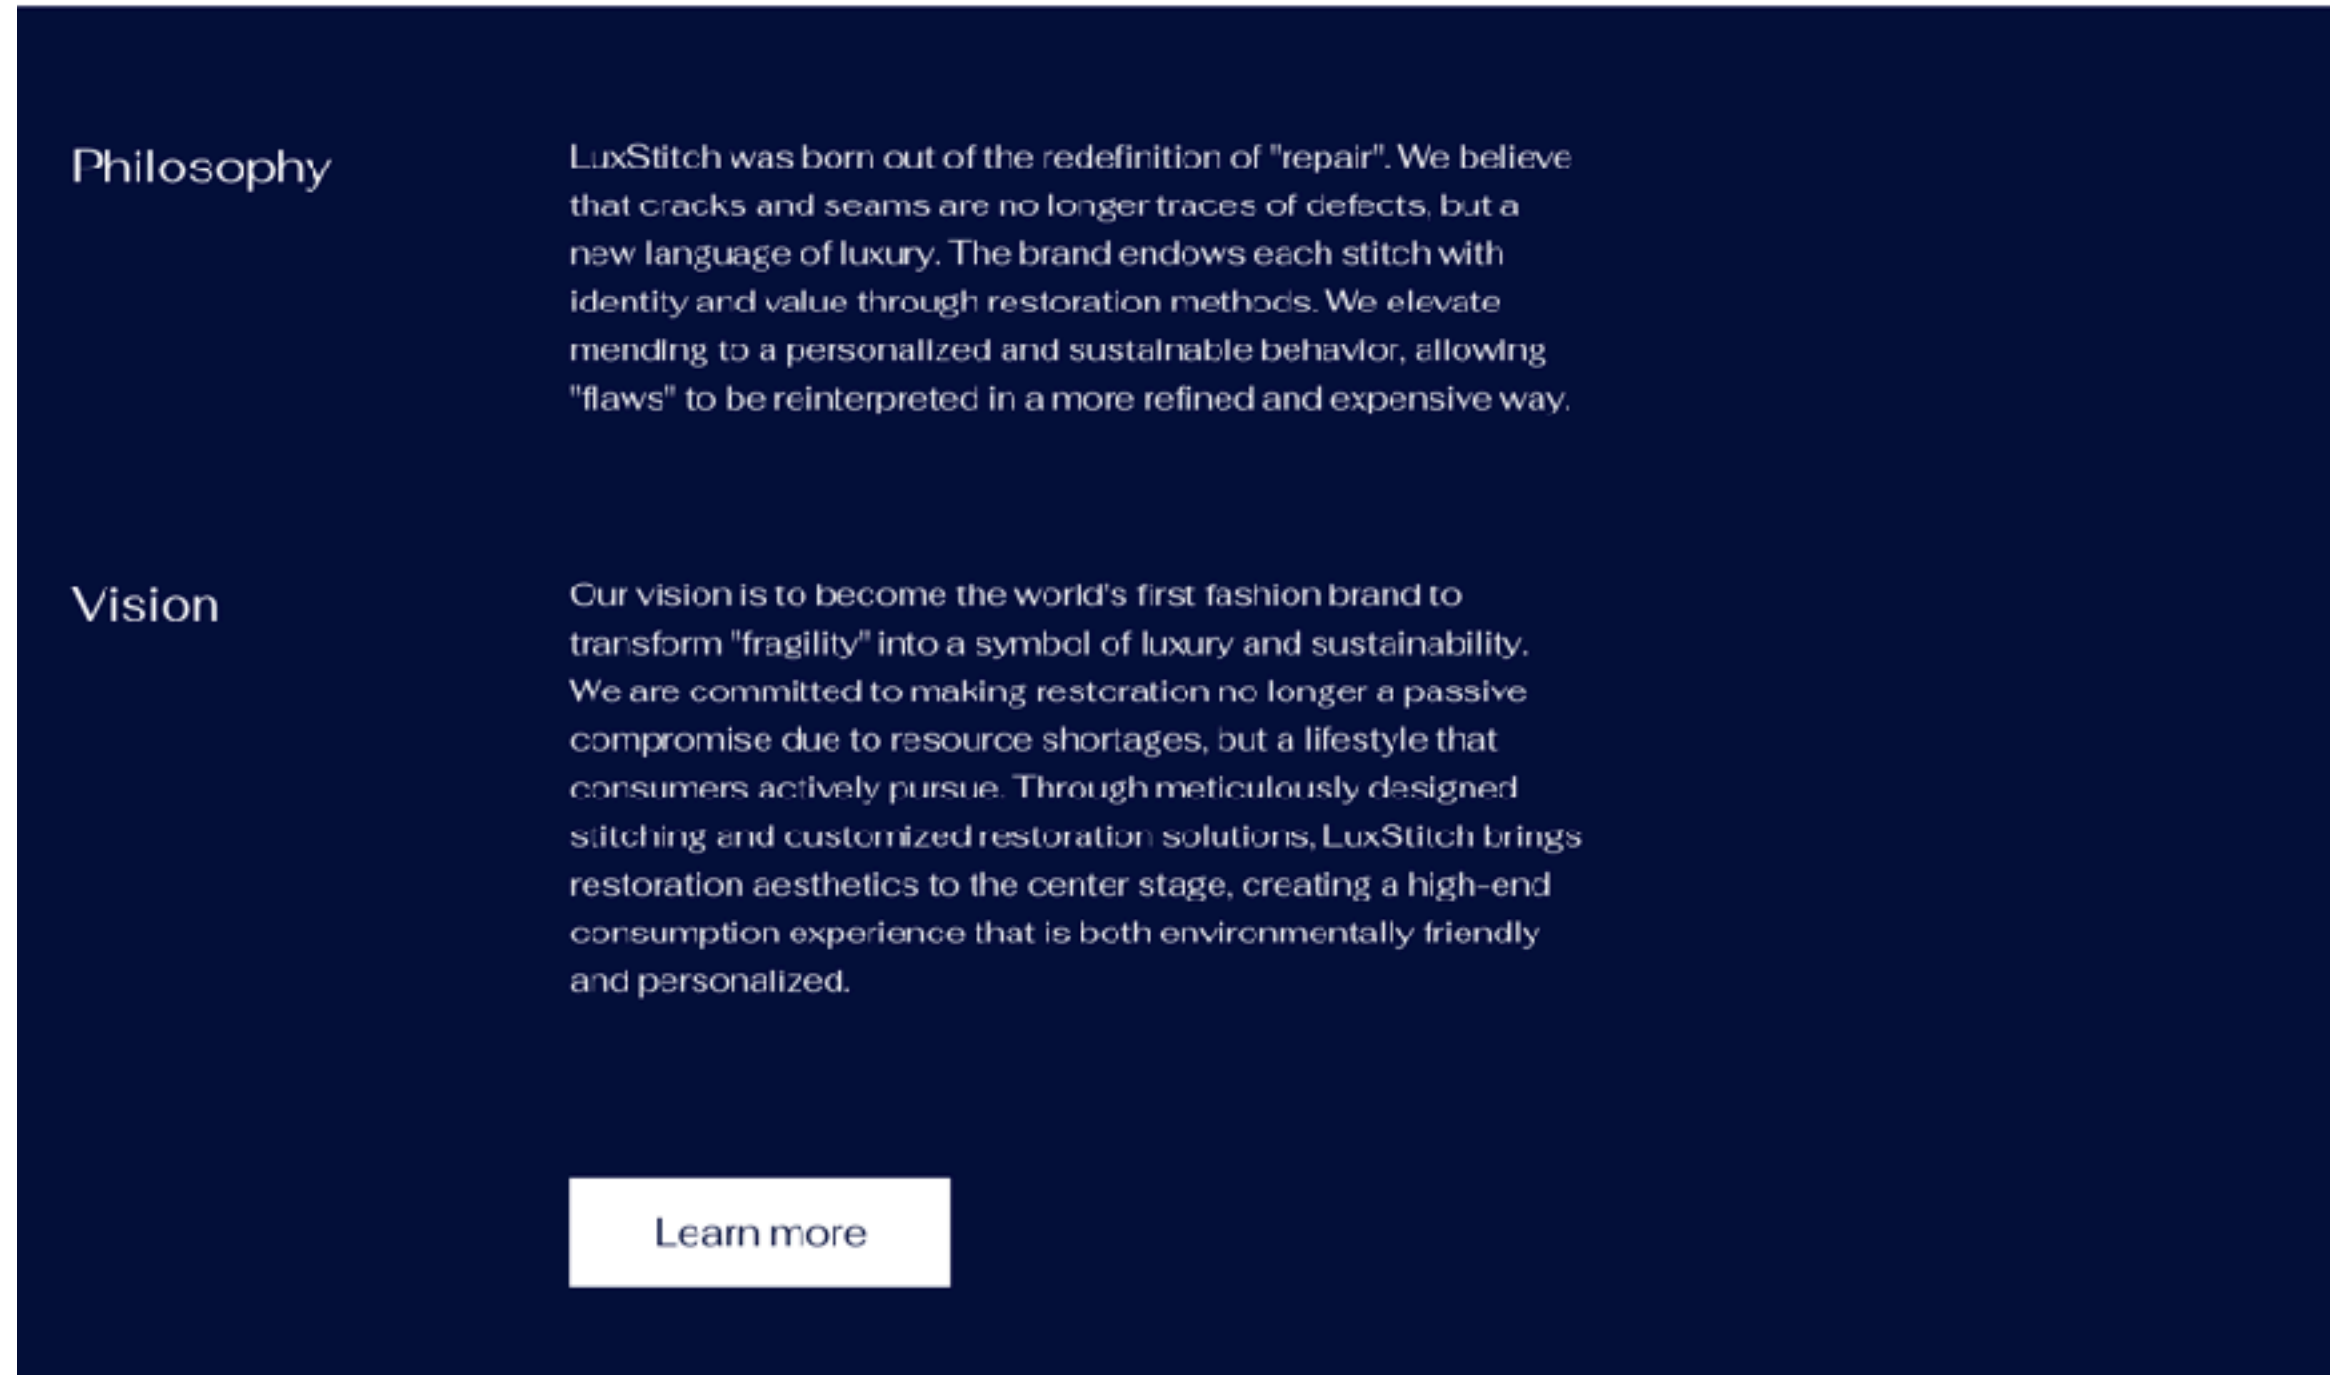 Philosophy
LuxStitch was born out of the redefinition of "repair". We believe
that cracks and seams are no longer traces of defects, but a
new language of luxury. The brand endows each stitch with
identity and value through restoration methods. We elevate
mending to a personalized and sustainable behavior, allowing
"flaws" to be reinterpreted in a more refined and expensive way.
Vision
Our vision is to become the world's first fashion brand to
transform "fragility" into a symbol of luxury and sustainability.
We are committed to making restoration no longer a passive
compromise due to resource shortages, but a lifestyle that
consumers actively pursue. Through meticulously designed
stitching and customized restoration solutions, LuxStitch brings
restoration aesthetics to the center stage, creating a high-end
consumption experience that is both environmentally friendly
and personalized.
Learn more